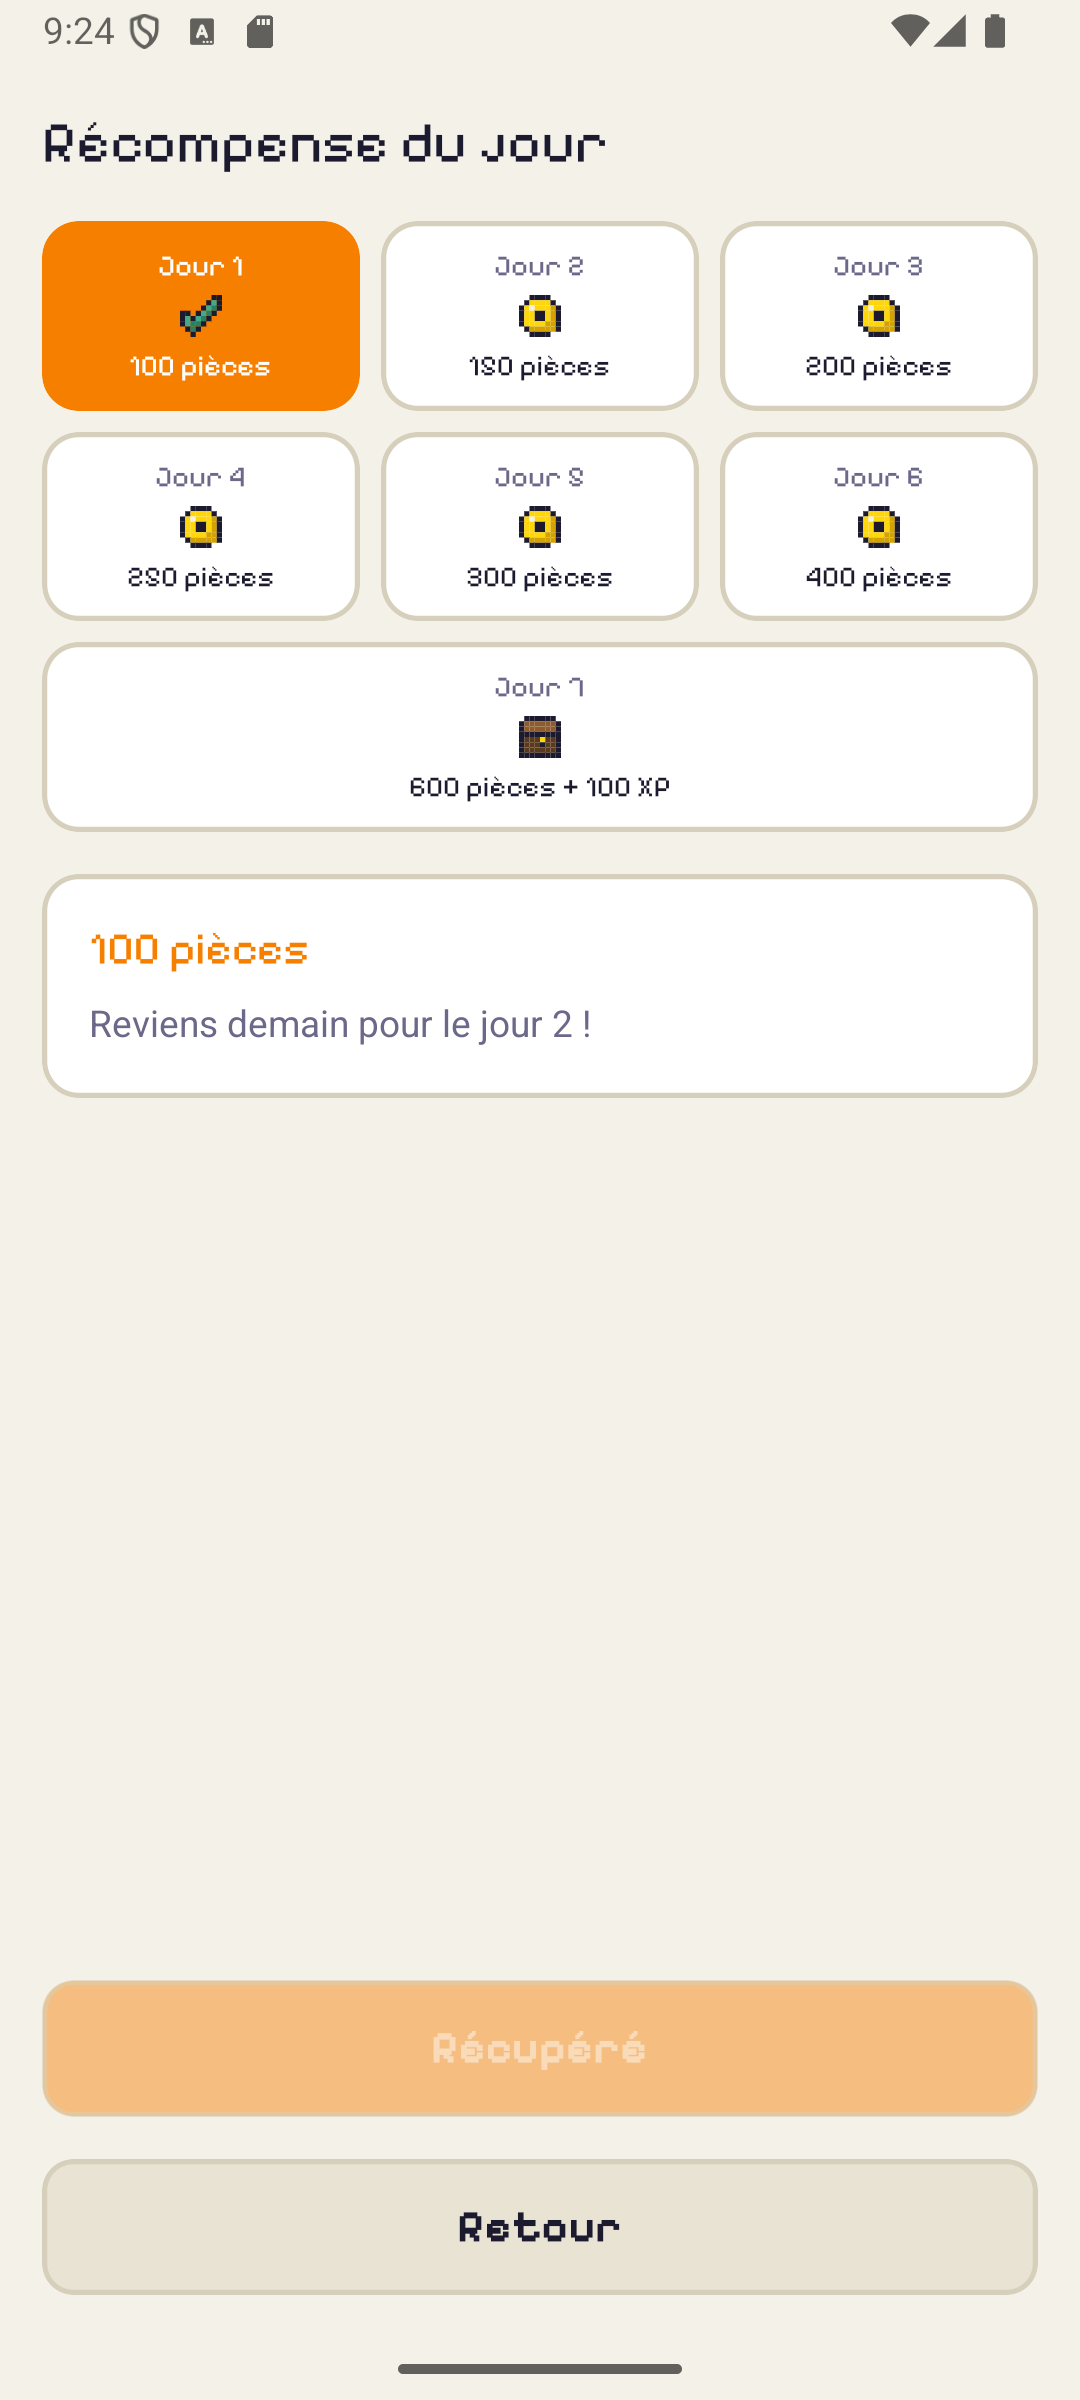 9:24
Récompense du jour
Jour 1
100 pièces
Jour 2
150 pièces
Jour 3
200 pièces
Jour 4
250 pièces
Jour 5
300 pièces
Jour 6
400 pièces
Jour 7
600 pièces + 100 XP
100 pièces
Reviens demain pour le jour 2 !
Récupéré
Retour